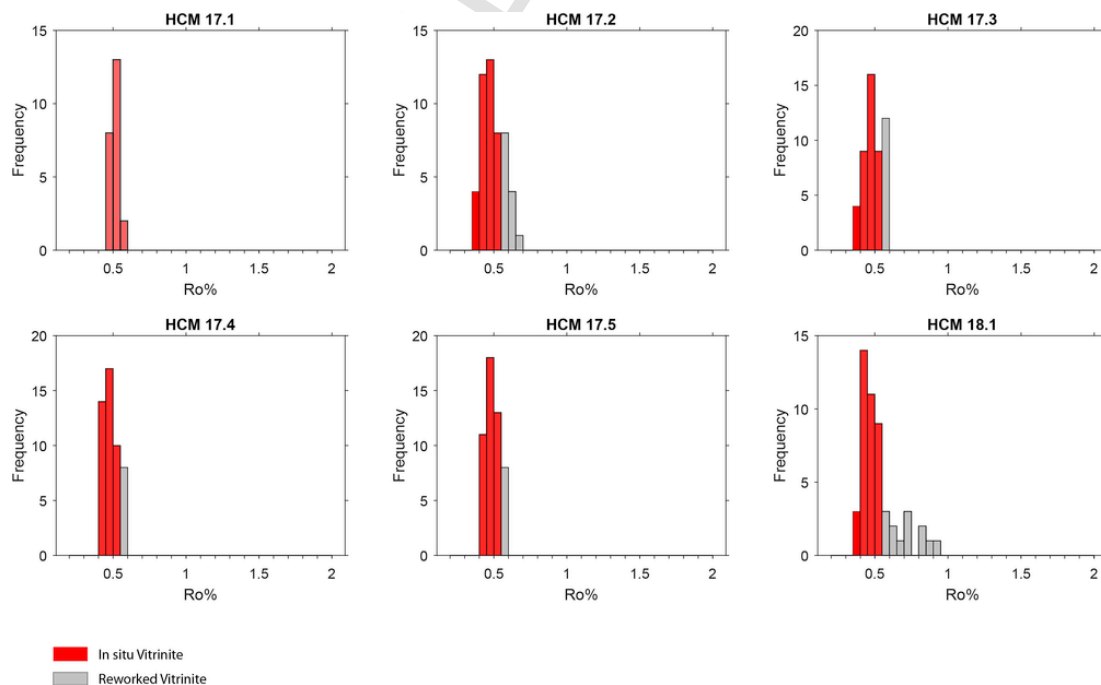 HCM 17.1
15
10
5
0
Frequency
0.5 1 1.5 2
Ro%
HCM 17.2
15
10
5
0
Frequency
0.5 1 1.5 2
Ro%
HCM 17.3
20
15
10
5
0
Frequency
0.5 1 1.5 2
Ro%
HCM 17.4
20
15
10
5
0
Frequency
0.5 1 1.5 2
Ro%
HCM 17.5
20
15
10
5
0
Frequency
0.5 1 1.5 2
Ro%
HCM 18.1
15
10
5
0
Frequency
0.5 1 1.5 2
Ro%
In situ Vitrinite
Reworked Vitrinite